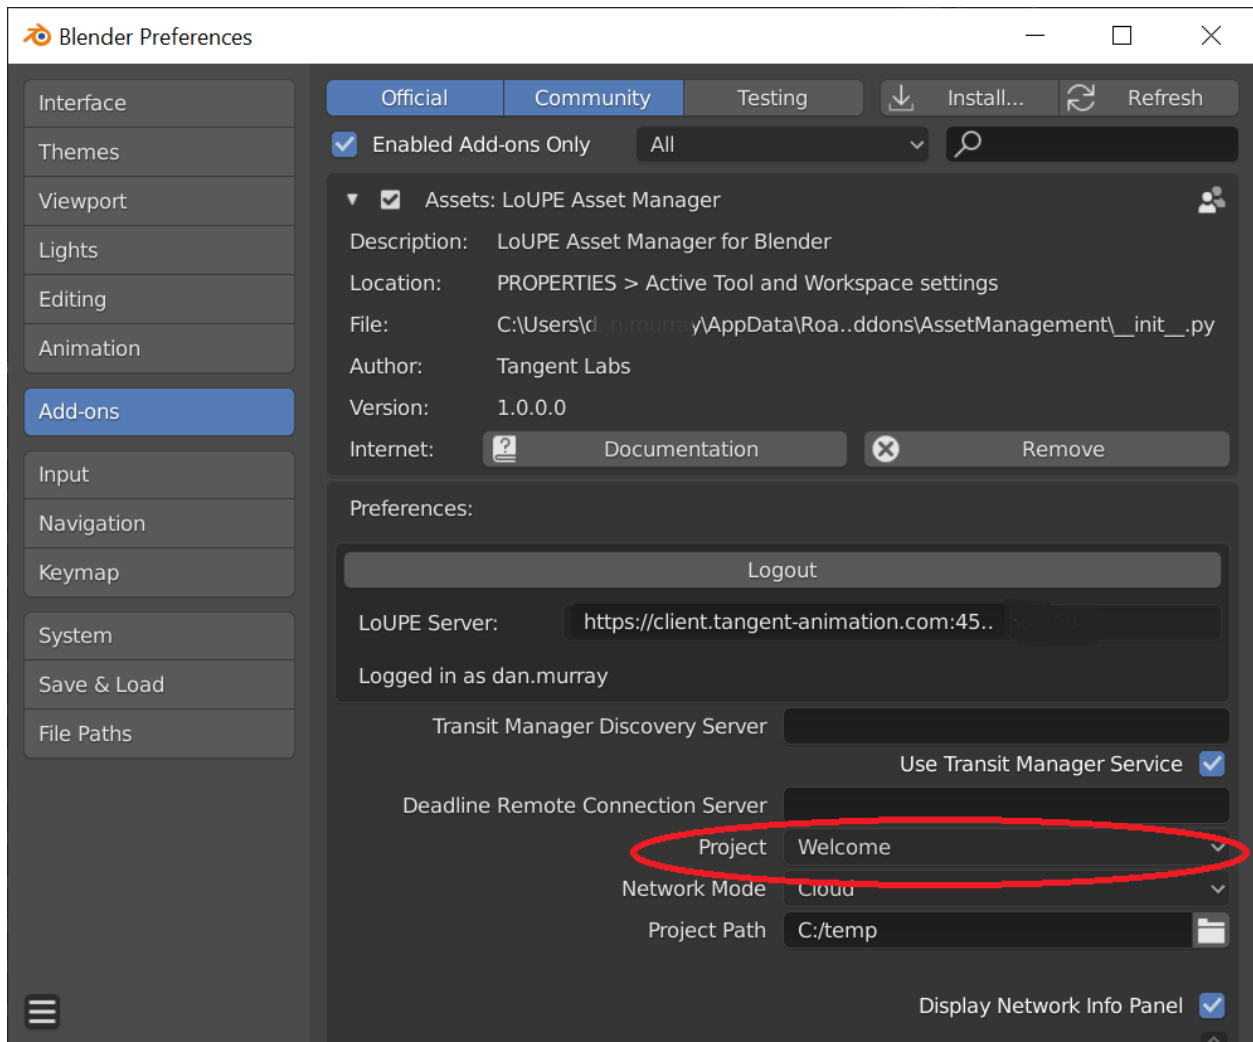 Blender Preferences
Interface
Themes
Viewport
Lights
Editing
Animation
Add-ons
Input
Navigation
Keymap
System
Save & Load
File Paths
Official Community Testing Install... Refresh
Enabled Add-ons Only All
Assets: LoUPE Asset Manager
Description: LoUPE Asset Manager for Blender
Location: PROPERTIES > Active Tool and Workspace settings
File: C:\Users\d. n.murray\AppData\Roa..ddons\AssetManagement\__init__.py
Author: Tangent Labs
Version: 1.0.0.0
Internet: Documentation Remove
Preferences:
Logout
LoUPE Server: https://client.tangent-animation.com:45..
Logged in as dan.murray
Transit Manager Discovery Server
Use Transit Manager Service
Deadline Remote Connection Server
Project Welcome
Network Mode Cloud
Project Path C:/temp
Display Network Info Panel